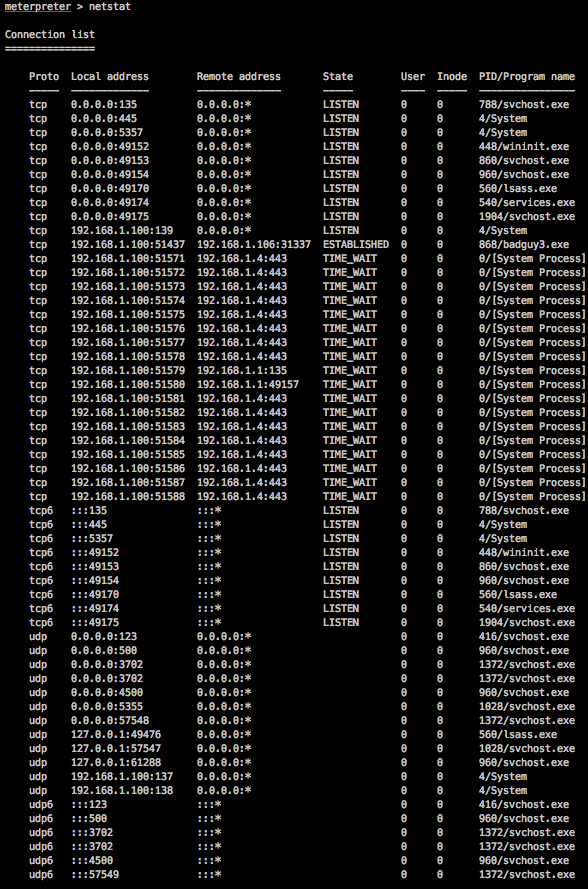 meterpreter > netstat
Connection list
===============
Proto Local address Remote address State User Inode PID/Program name
----- ------------- -------------- ----- ---- ----- ----------------
tcp 0.0.0.0:135 0.0.0.0:* LISTEN 0 0 788/svchost.exe
tcp 0.0.0.0:445 0.0.0.0:* LISTEN 0 0 4/System
tcp 0.0.0.0:5357 0.0.0.0:* LISTEN 0 0 4/System
tcp 0.0.0.0:49152 0.0.0.0:* LISTEN 0 0 448/wininit.exe
tcp 0.0.0.0:49153 0.0.0.0:* LISTEN 0 0 860/svchost.exe
tcp 0.0.0.0:49154 0.0.0.0:* LISTEN 0 0 960/svchost.exe
tcp 0.0.0.0:49170 0.0.0.0:* LISTEN 0 0 560/lsass.exe
tcp 0.0.0.0:49174 0.0.0.0:* LISTEN 0 0 540/services.exe
tcp 0.0.0.0:49175 0.0.0.0:* LISTEN 0 0 1904/svchost.exe
tcp 192.168.1.100:139 0.0.0.0:* LISTEN 0 0 4/System
tcp 192.168.1.100:51437 192.168.1.106:31337 ESTABLISHED 0 0 868/badguy3.exe
tcp 192.168.1.100:51571 192.168.1.4:443 TIME_WAIT 0 0 0/[System Process]
tcp 192.168.1.100:51572 192.168.1.4:443 TIME_WAIT 0 0 0/[System Process]
tcp 192.168.1.100:51573 192.168.1.4:443 TIME_WAIT 0 0 0/[System Process]
tcp 192.168.1.100:51574 192.168.1.4:443 TIME_WAIT 0 0 0/[System Process]
tcp 192.168.1.100:51575 192.168.1.4:443 TIME_WAIT 0 0 0/[System Process]
tcp 192.168.1.100:51576 192.168.1.4:443 TIME_WAIT 0 0 0/[System Process]
tcp 192.168.1.100:51577 192.168.1.4:443 TIME_WAIT 0 0 0/[System Process]
tcp 192.168.1.100:51578 192.168.1.4:443 TIME_WAIT 0 0 0/[System Process]
tcp 192.168.1.100:51579 192.168.1.1:135 TIME_WAIT 0 0 0/[System Process]
tcp 192.168.1.100:51580 192.168.1.1:49157 TIME_WAIT 0 0 0/[System Process]
tcp 192.168.1.100:51581 192.168.1.4:443 TIME_WAIT 0 0 0/[System Process]
tcp 192.168.1.100:51582 192.168.1.4:443 TIME_WAIT 0 0 0/[System Process]
tcp 192.168.1.100:51583 192.168.1.4:443 TIME_WAIT 0 0 0/[System Process]
tcp 192.168.1.100:51584 192.168.1.4:443 TIME_WAIT 0 0 0/[System Process]
tcp 192.168.1.100:51585 192.168.1.4:443 TIME_WAIT 0 0 0/[System Process]
tcp 192.168.1.100:51586 192.168.1.4:443 TIME_WAIT 0 0 0/[System Process]
tcp 192.168.1.100:51587 192.168.1.4:443 TIME_WAIT 0 0 0/[System Process]
tcp 192.168.1.100:51588 192.168.1.4:443 TIME_WAIT 0 0 0/[System Process]
tcp6 :::135 :::* LISTEN 0 0 788/svchost.exe
tcp6 :::445 :::* LISTEN 0 0 4/System
tcp6 :::5357 :::* LISTEN 0 0 4/System
tcp6 :::49152 :::* LISTEN 0 0 448/wininit.exe
tcp6 :::49153 :::* LISTEN 0 0 860/svchost.exe
tcp6 :::49154 :::* LISTEN 0 0 960/svchost.exe
tcp6 :::49170 :::* LISTEN 0 0 560/lsass.exe
tcp6 :::49174 :::* LISTEN 0 0 540/services.exe
tcp6 :::49175 :::* LISTEN 0 0 1904/svchost.exe
udp 0.0.0.0:123 0.0.0.0:* 0 0 416/svchost.exe
udp 0.0.0.0:500 0.0.0.0:* 0 0 960/svchost.exe
udp 0.0.0.0:3702 0.0.0.0:* 0 0 1372/svchost.exe
udp 0.0.0.0:3702 0.0.0.0:* 0 0 1372/svchost.exe
udp 0.0.0.0:4500 0.0.0.0:* 0 0 960/svchost.exe
udp 0.0.0.0:5355 0.0.0.0:* 0 0 1028/svchost.exe
udp 0.0.0.0:57548 0.0.0.0:* 0 0 1372/svchost.exe
udp 127.0.0.1:49476 0.0.0.0:* 0 0 560/lsass.exe
udp 127.0.0.1:57547 0.0.0.0:* 0 0 1028/svchost.exe
udp 127.0.0.1:61288 0.0.0.0:* 0 0 960/svchost.exe
udp 192.168.1.100:137 0.0.0.0:* 0 0 4/System
udp 192.168.1.100:138 0.0.0.0:* 0 0 4/System
udp6 :::123 :::* 0 0 416/svchost.exe
udp6 :::500 :::* 0 0 960/svchost.exe
udp6 :::3702 :::* 0 0 1372/svchost.exe
udp6 :::3702 :::* 0 0 1372/svchost.exe
udp6 :::4500 :::* 0 0 960/svchost.exe
udp6 :::57549 :::* 0 0 1372/svchost.exe